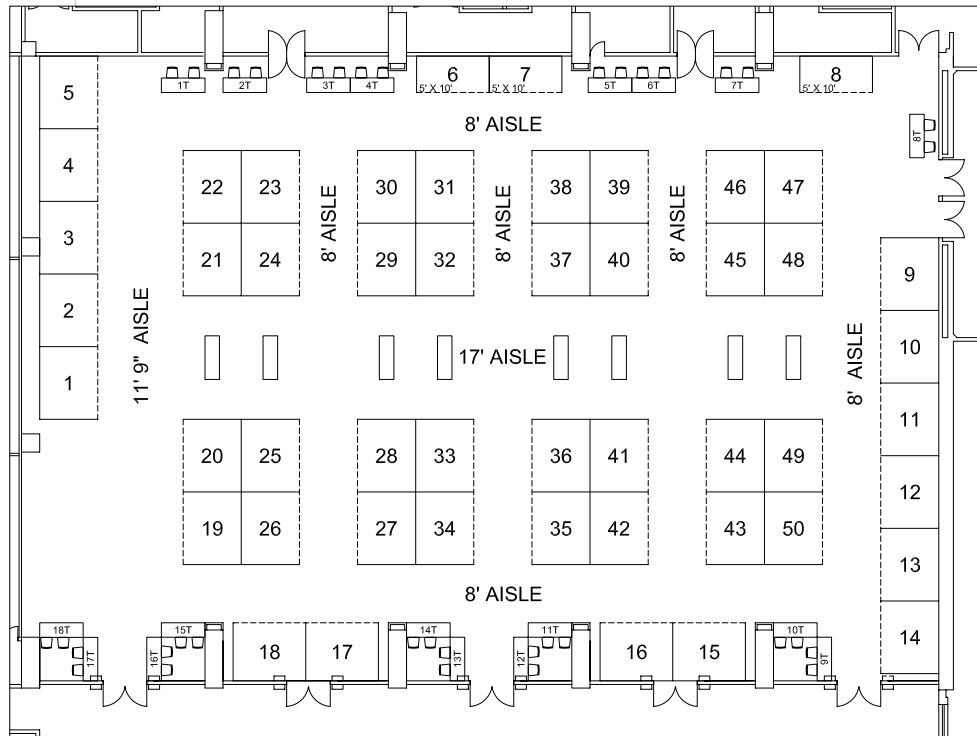 5
6
7
8
5' X 10'
5' X 10'
5' X 10'
1T
2T
3T
4T
5T
6T
7T
8' AISLE
8T
4
22
23
30
31
38
39
46
47
8' AISLE
8' AISLE
8' AISLE
3
21
24
29
32
37
40
45
48
9
2
11' 9" AISLE
17' AISLE
8' AISLE
10
1
11
20
25
28
33
36
41
44
49
12
19
26
27
34
35
42
43
50
13
8' AISLE
18T
15T
14T
11T
10T
17T
16T
18
17
13T
12T
16
15
9T
14